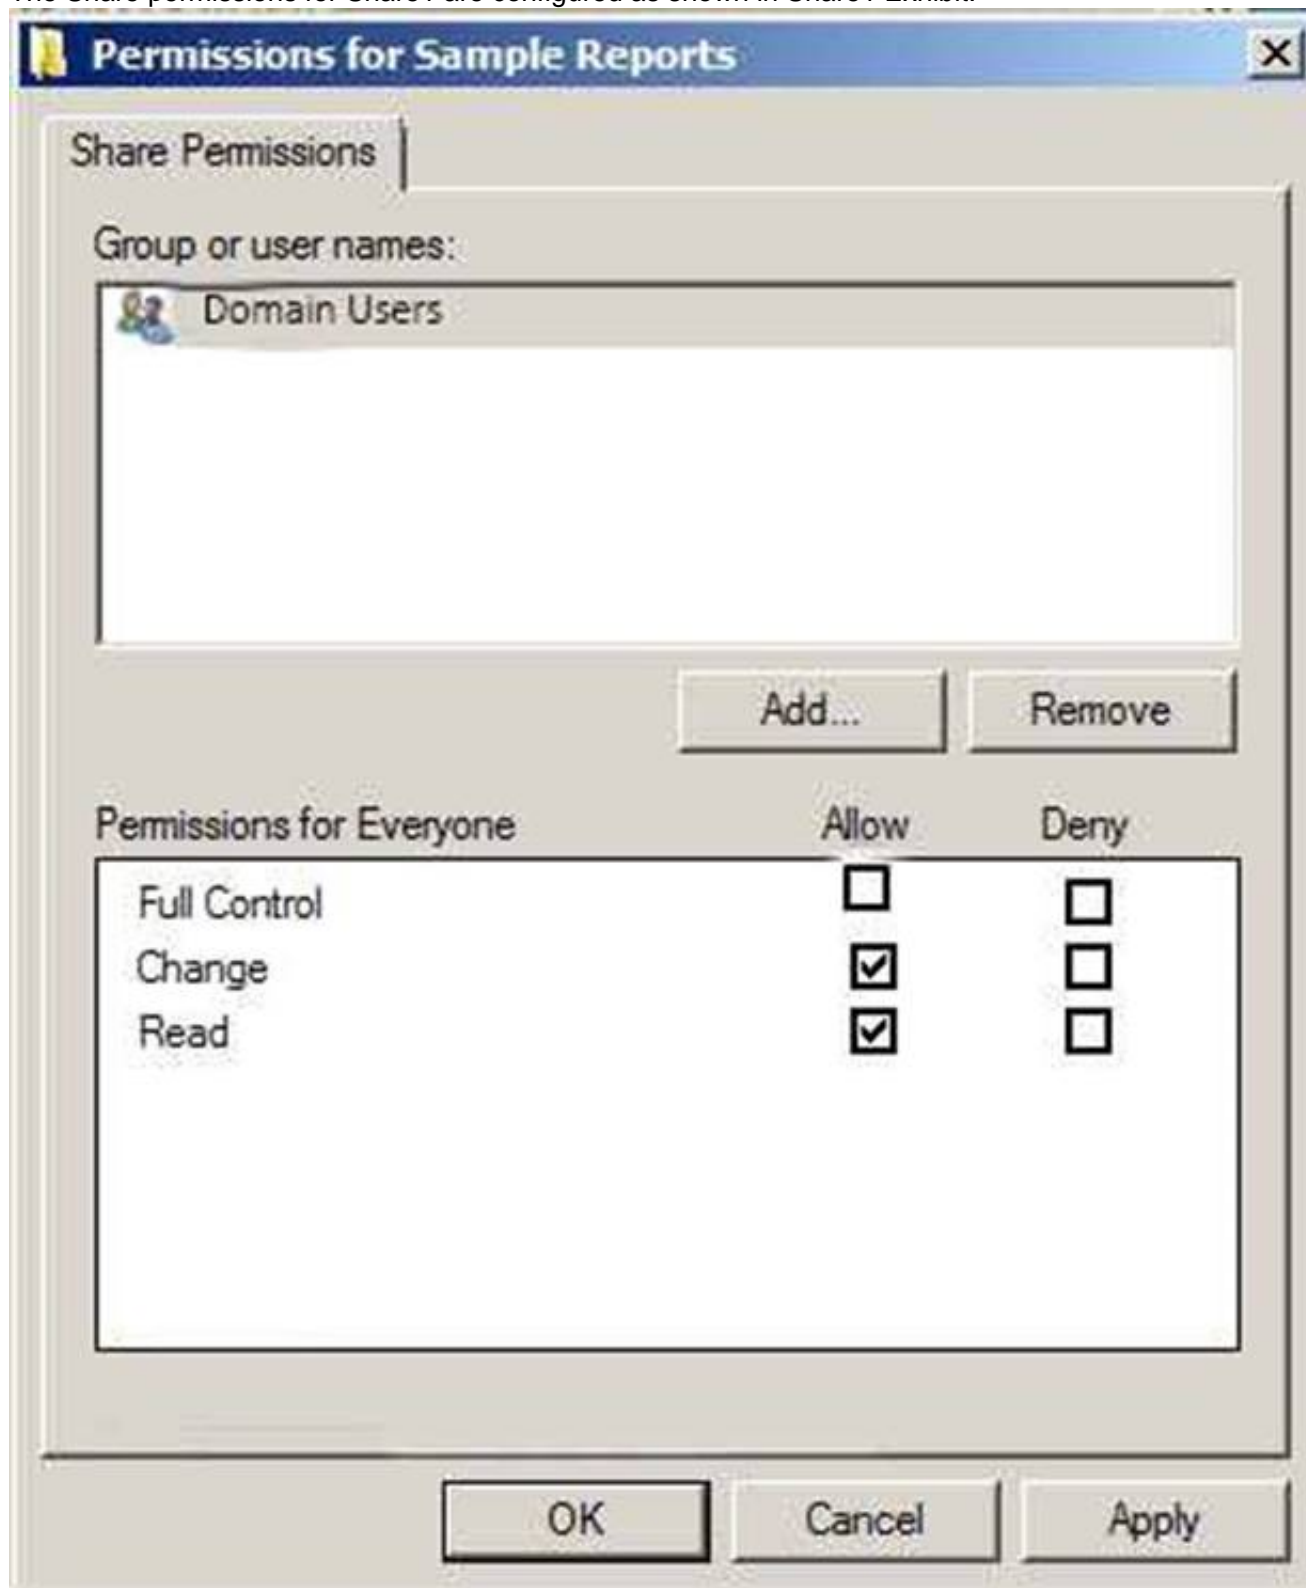 Permissions for Sample Reports
Share Permissions
Group or user names:
Domain Users
Add...
Remove
Permissions for Everyone
Allow
Deny
Full Control
Change
Read
OK
Cancel
Apply